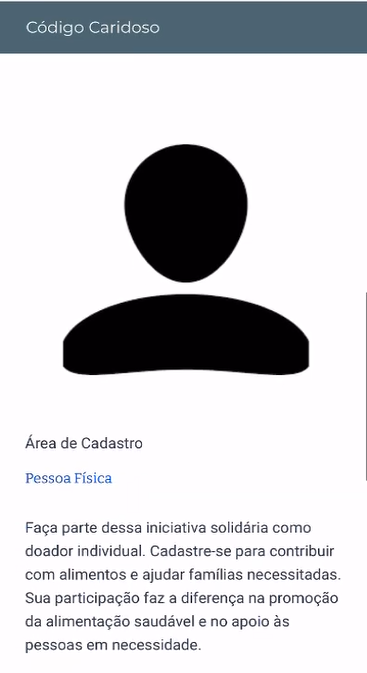 Código Caridoso
Área de Cadastro
Pessoa Física
Faça parte dessa iniciativa solidária como
doador individual. Cadastre-se para contribuir
com alimentos e ajudar famílias necessitadas.
Sua participação faz a diferença na promoção
da alimentação saudável e no apoio às
pessoas em necessidade.